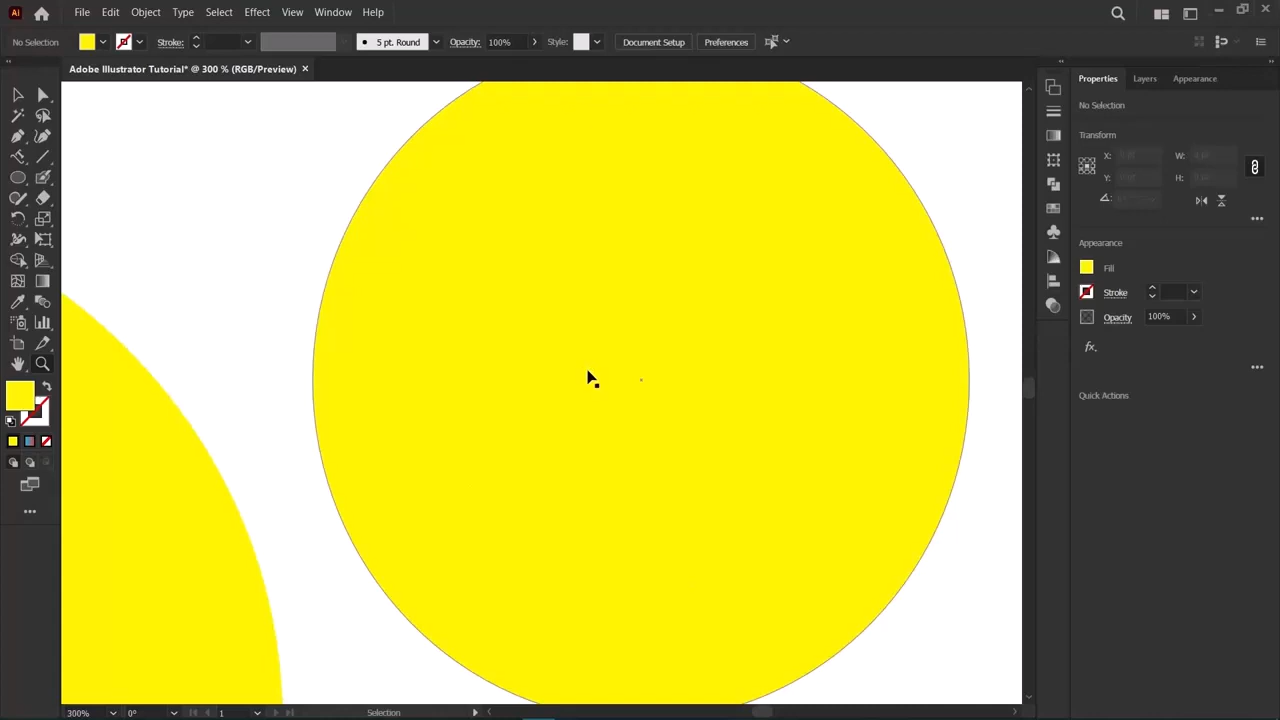 Ai File Edit Object Type Select Effect View Window Help
No Selection Stroke: 5 pt. Round Opacity: 100% Style: Document Setup Preferences
Adobe Illustrator Tutorial* @ 300 % (RGB/Preview) ×
Properties Layers Appearance
No Selection
Transform
X: W:
Y: H:
Appearance
Fill
Stroke
Opacity 100%
fx.
Quick Actions
300% 0° 1 Selection